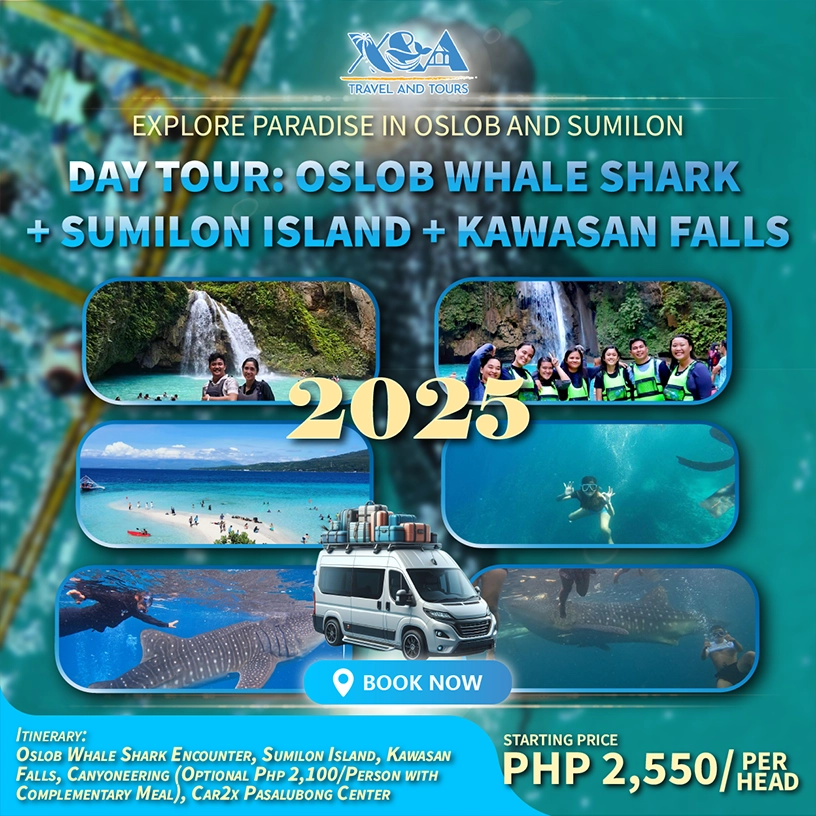 X&A
TRAVEL AND TOURS
EXPLORE PARADISE IN OSLOB AND SUMILON
DAY TOUR: OSLOB WHALE SHARK
+ SUMILON ISLAND + KAWASAN FALLS
2025
BOOK NOW
ITINERARY:
OSLOB WHALE SHARK ENCOUNTER, SUMILON ISLAND, KAWASAN
FALLS, CANYONEERING (OPTIONAL PHP 2,100/PERSON WITH
COMPLEMENTARY MEAL), CAR2X PASALUBONG CENTER
STARTING PRICE
PHP 2,550/PER
HEAD